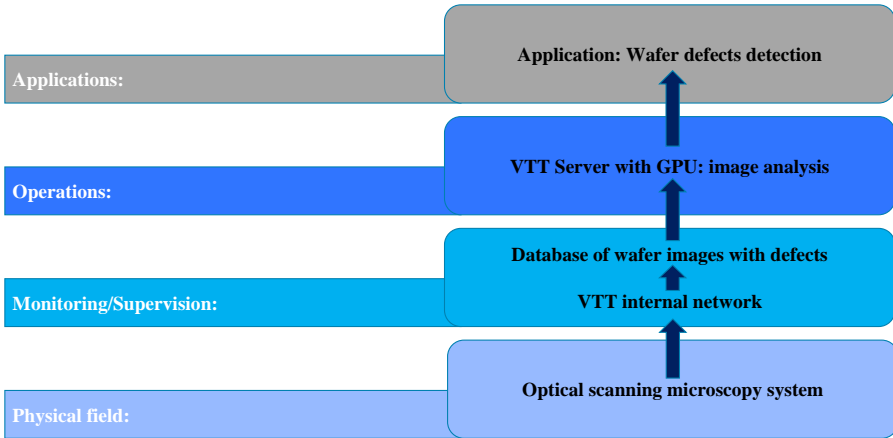 Application: Wafer defects detection
Applications:
VTT Server with GPU: image analysis
Operations:
Database of wafer images with defects
VTT internal network
Monitoring/Supervision:
Optical scanning microscopy system
Physical field: